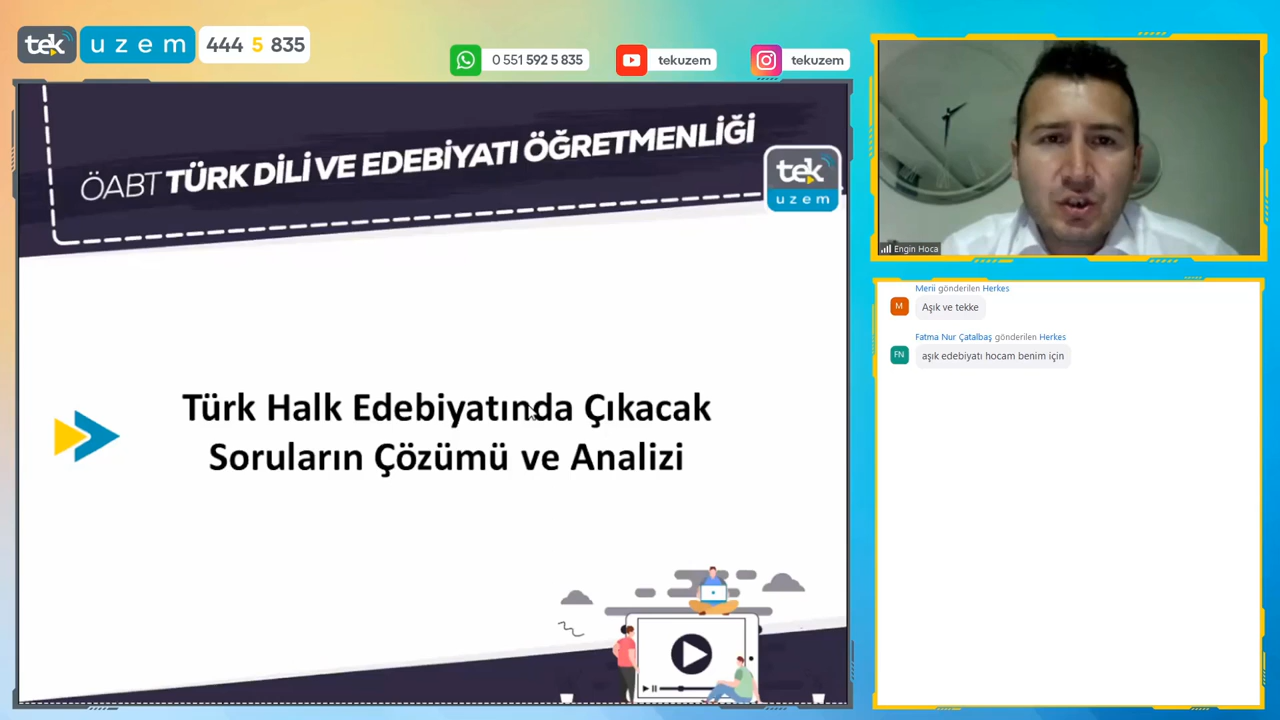 tek uzem 444 5 835
0 551 592 5 835
tekuzem
tekuzem
ÖABT TÜRK DİLİ VE EDEBİYATI ÖĞRETMENLİĞİ
tek
uzem
Türk Halk Edebiyatında Çıkacak
Soruların Çözümü ve Analizi
Engin Hoca
Merii gönderilen Herkes
M
Aşık ve tekke
Fatma Nur Çatalbaş gönderilen Herkes
FN
aşık edebiyatı hocam benim için